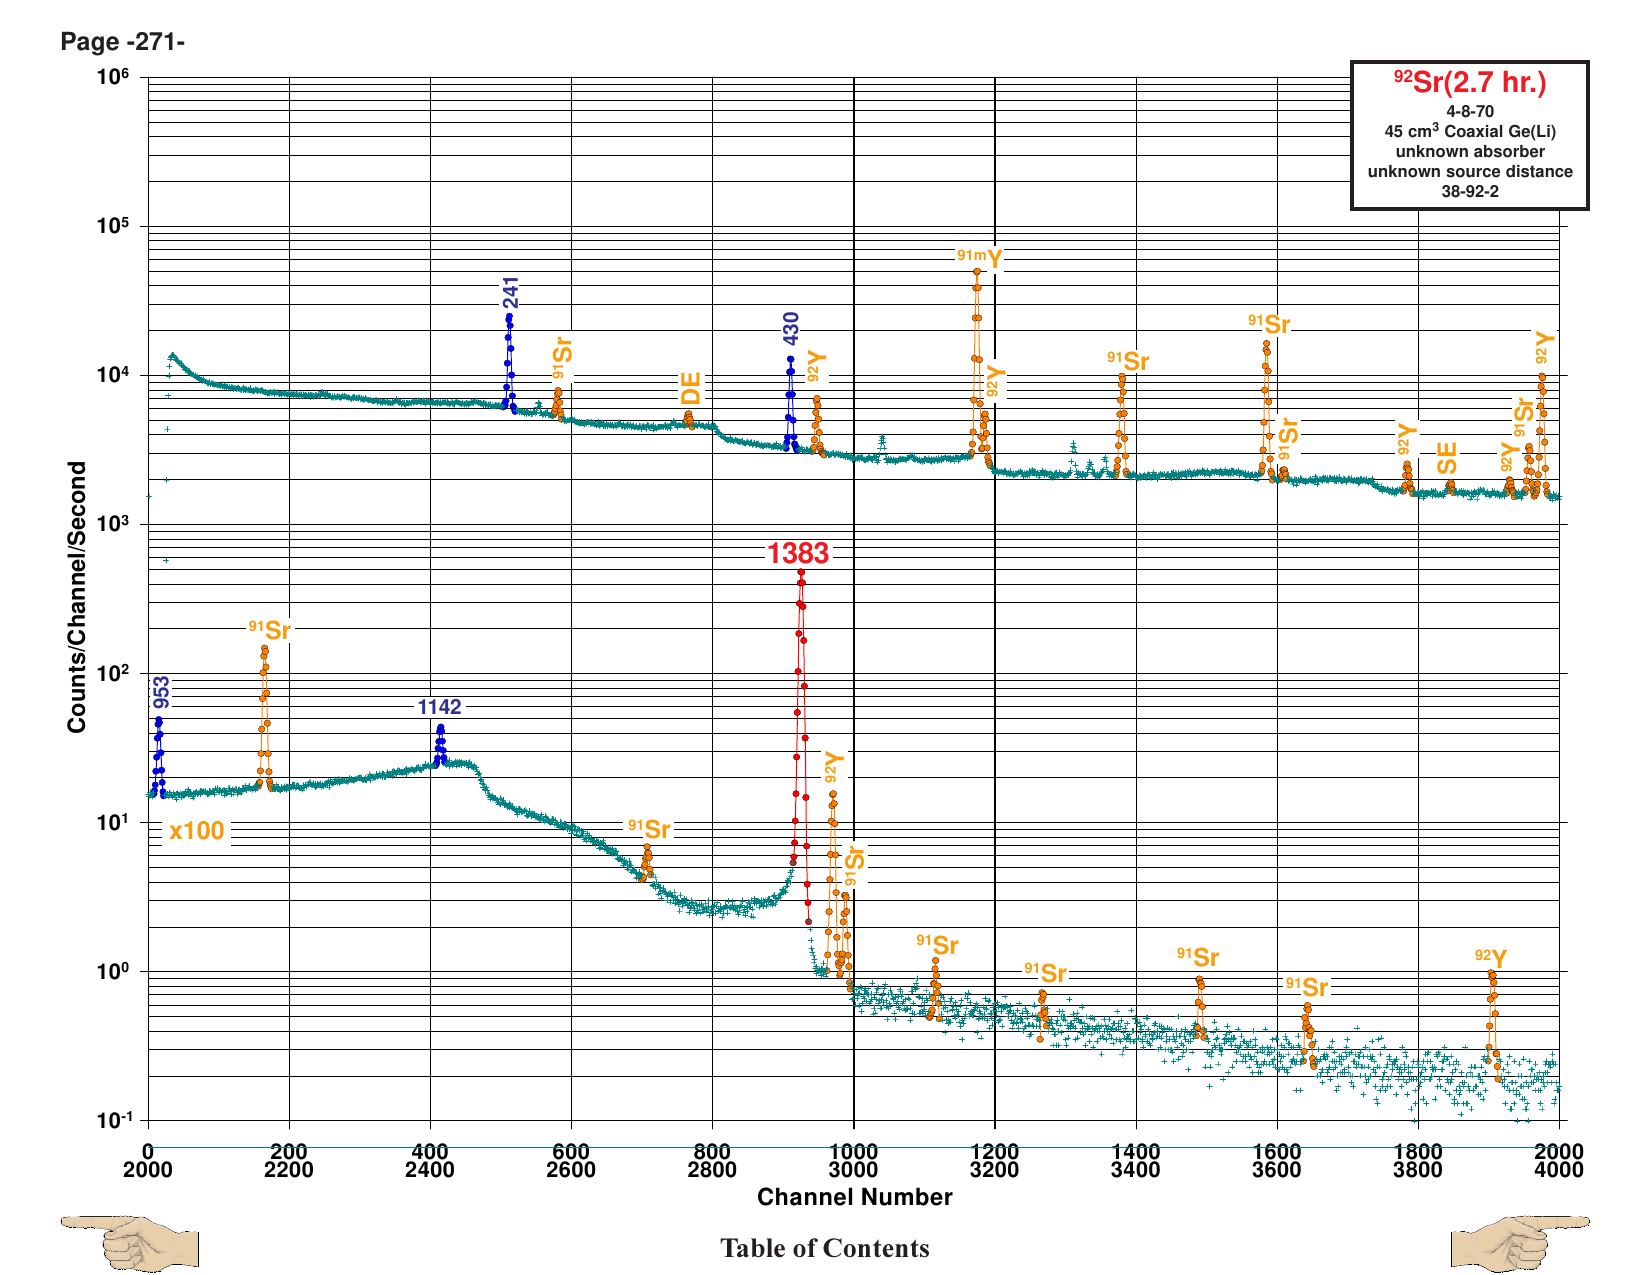 Page -271-
⁹²Sr(2.7 hr.)
4-8-70
45 cm³ Coaxial Ge(Li)
unknown absorber
unknown source distance
38-92-2
10⁶
10⁵
10⁴
10³
10²
10¹
10⁰
10⁻¹
Counts/Channel/Second
241
⁹¹Sr
DE
430
⁹²Y
⁹¹ᵐY
⁹²Y
⁹¹Sr
⁹¹Sr
⁹¹Sr
⁹²Y
SE
⁹²Y
⁹¹Sr
⁹²Y
953
⁹¹Sr
x100
1142
⁹¹Sr
1383
⁹²Y
⁹¹Sr
⁹¹Sr
⁹¹Sr
⁹¹Sr
⁹¹Sr
⁹²Y
0 200 400 600 800 1000 1200 1400 1600 1800 2000
2000 2200 2400 2600 2800 3000 3200 3400 3600 3800 4000
Channel Number
Table of Contents